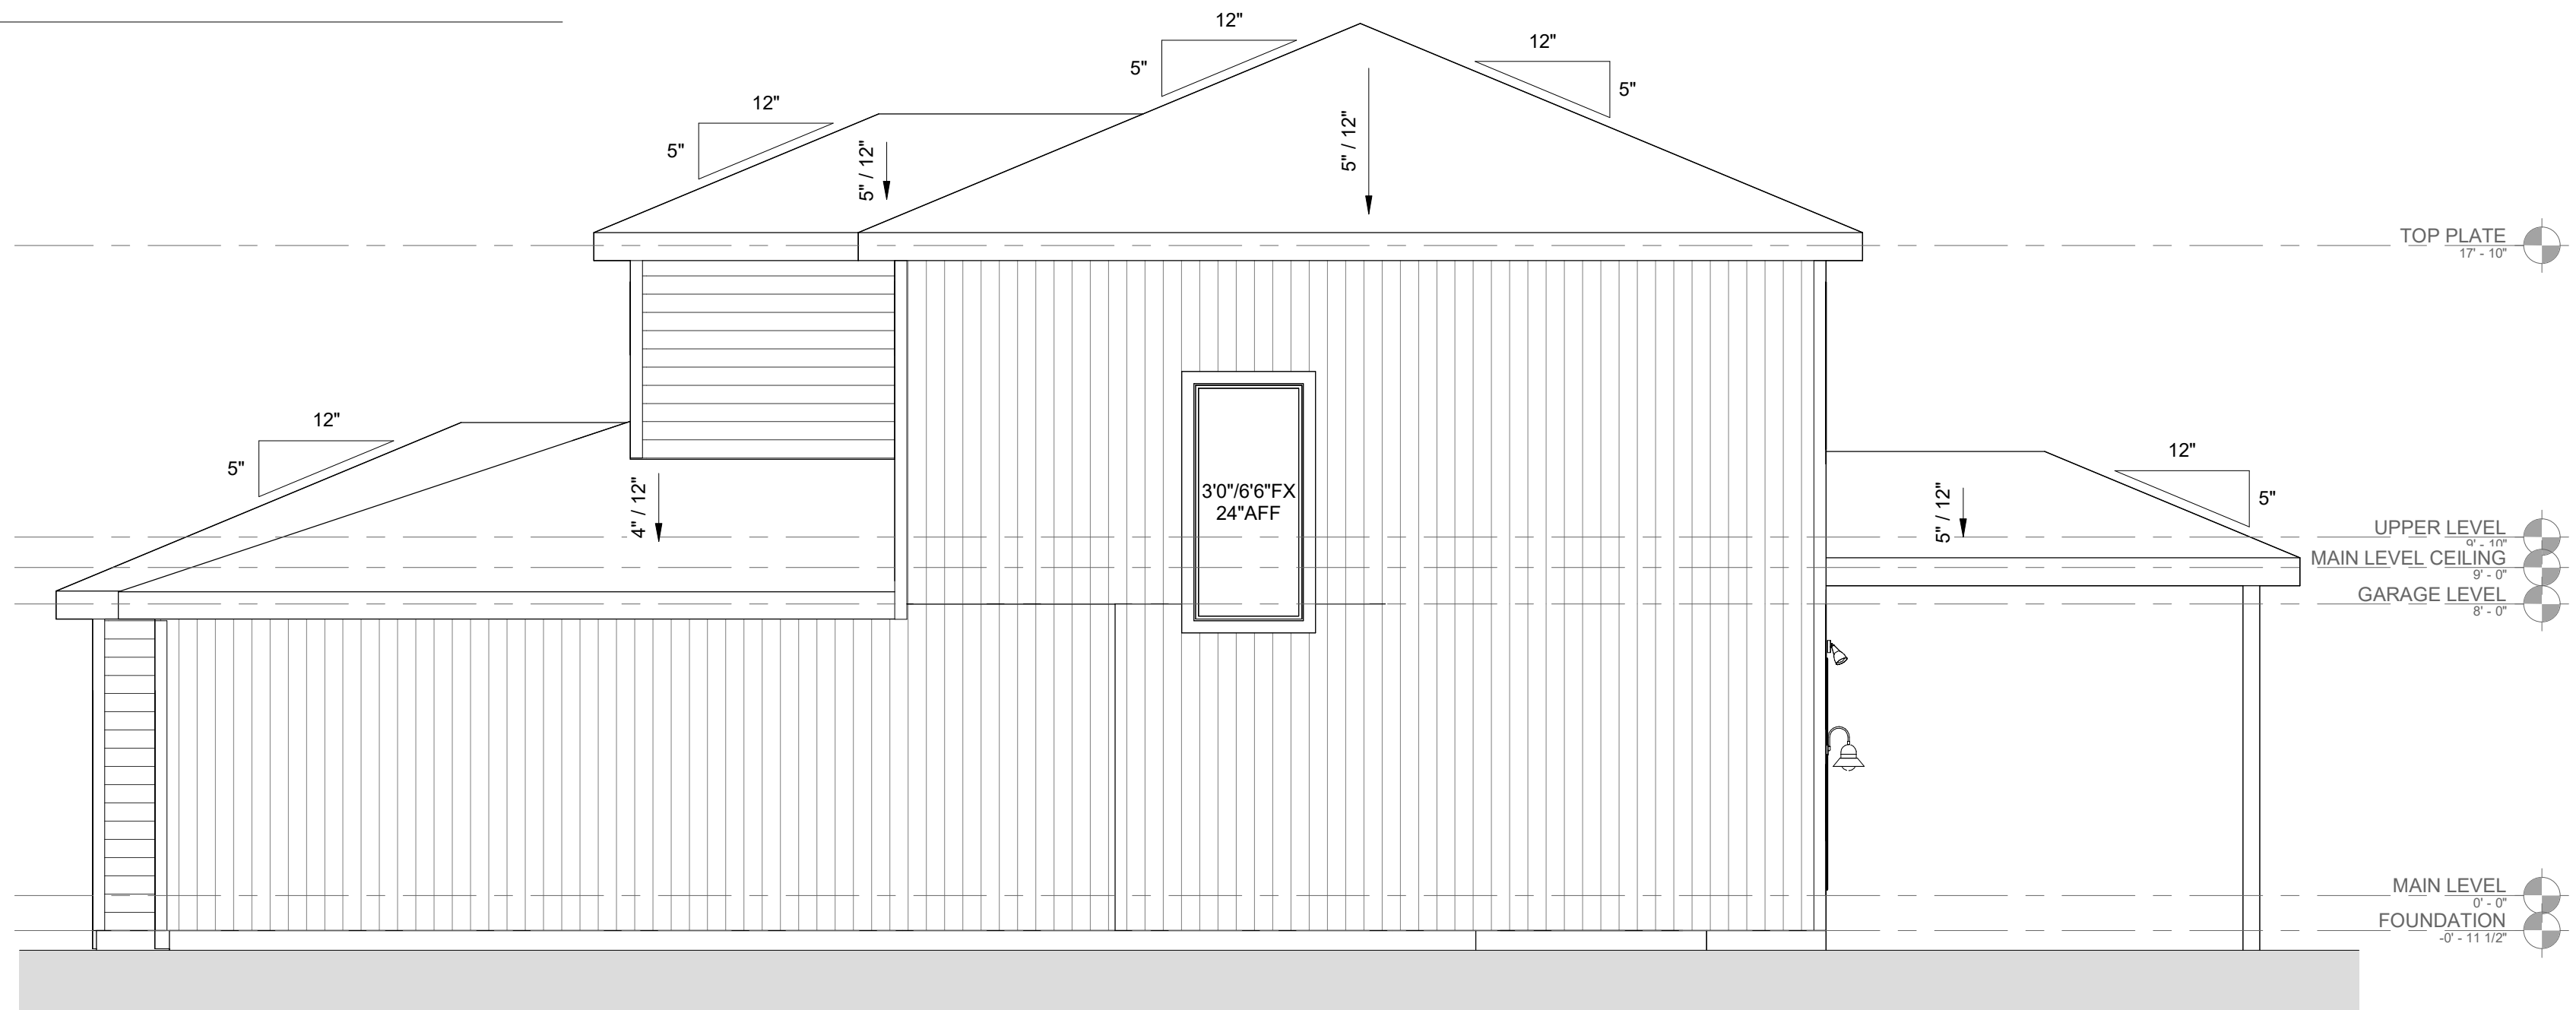 12"
12"
5"
5"
12"
5"
5" / 12"
5" / 12"
TOP PLATE
17' - 10"
12"
5"
12"
5"
4" / 12"
3'0"/6'6"FX
24"AFF
5" / 12"
UPPER LEVEL
9' - 10"
MAIN LEVEL CEILING
9' - 0"
GARAGE LEVEL
8' - 0"
MAIN LEVEL
0' - 0"
FOUNDATION
-0' - 11 1/2"